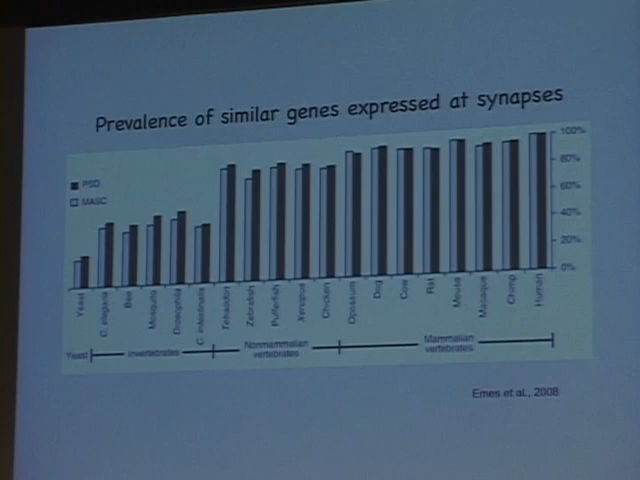 Prevalence of similar genes expressed at synapses
PSD
MASC
100%
80%
60%
40%
20%
0%
Yeast
C. elegans
Bee
Mosquito
Drosophila
C. intestinalis
Tetraodon
Zebrafish
Pufferfish
Xenopus
Chicken
Opossum
Dog
Cow
Rat
Mouse
Macaque
Chimp
Human
Yeast
Invertebrates
Nonmammalian
vertebrates
Mammalian
vertebrates
Emes et al., 2008